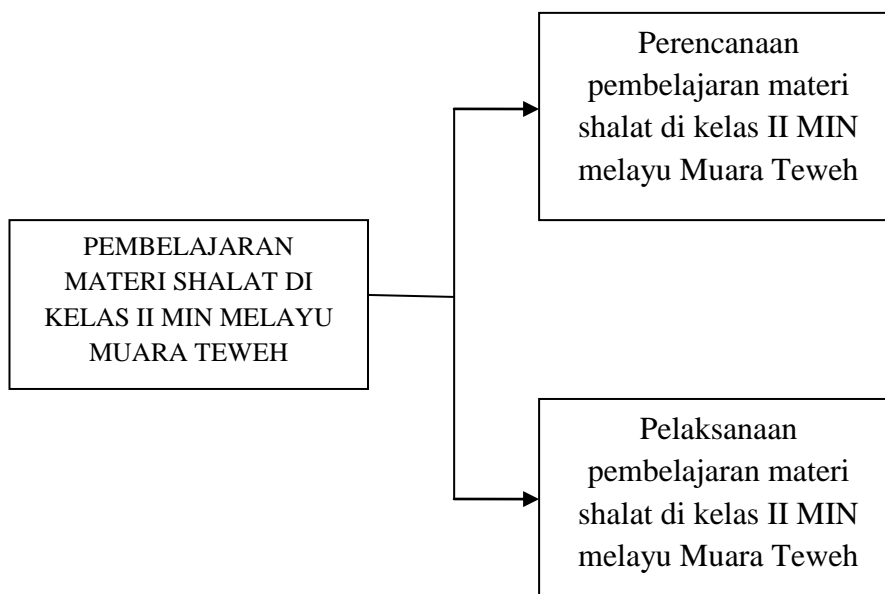 Perencanaan
pembelajaran materi
shalat di kelas II MIN
melayu Muara Teweh
PEMBELAJARAN
MATERI SHALAT DI
KELAS II MIN MELAYU
MUARA TEWEH
Pelaksanaan
pembelajaran materi
shalat di kelas II MIN
melayu Muara Teweh